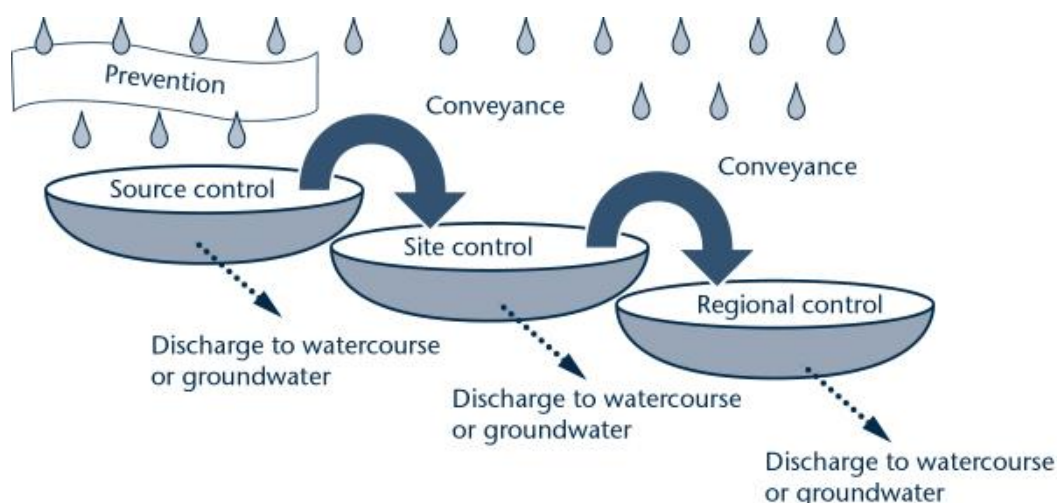 Prevention
Conveyance
Conveyance
Source control
Site control
Regional control
Discharge to watercourse
or groundwater
Discharge to watercourse
or groundwater
Discharge to watercourse
or groundwater